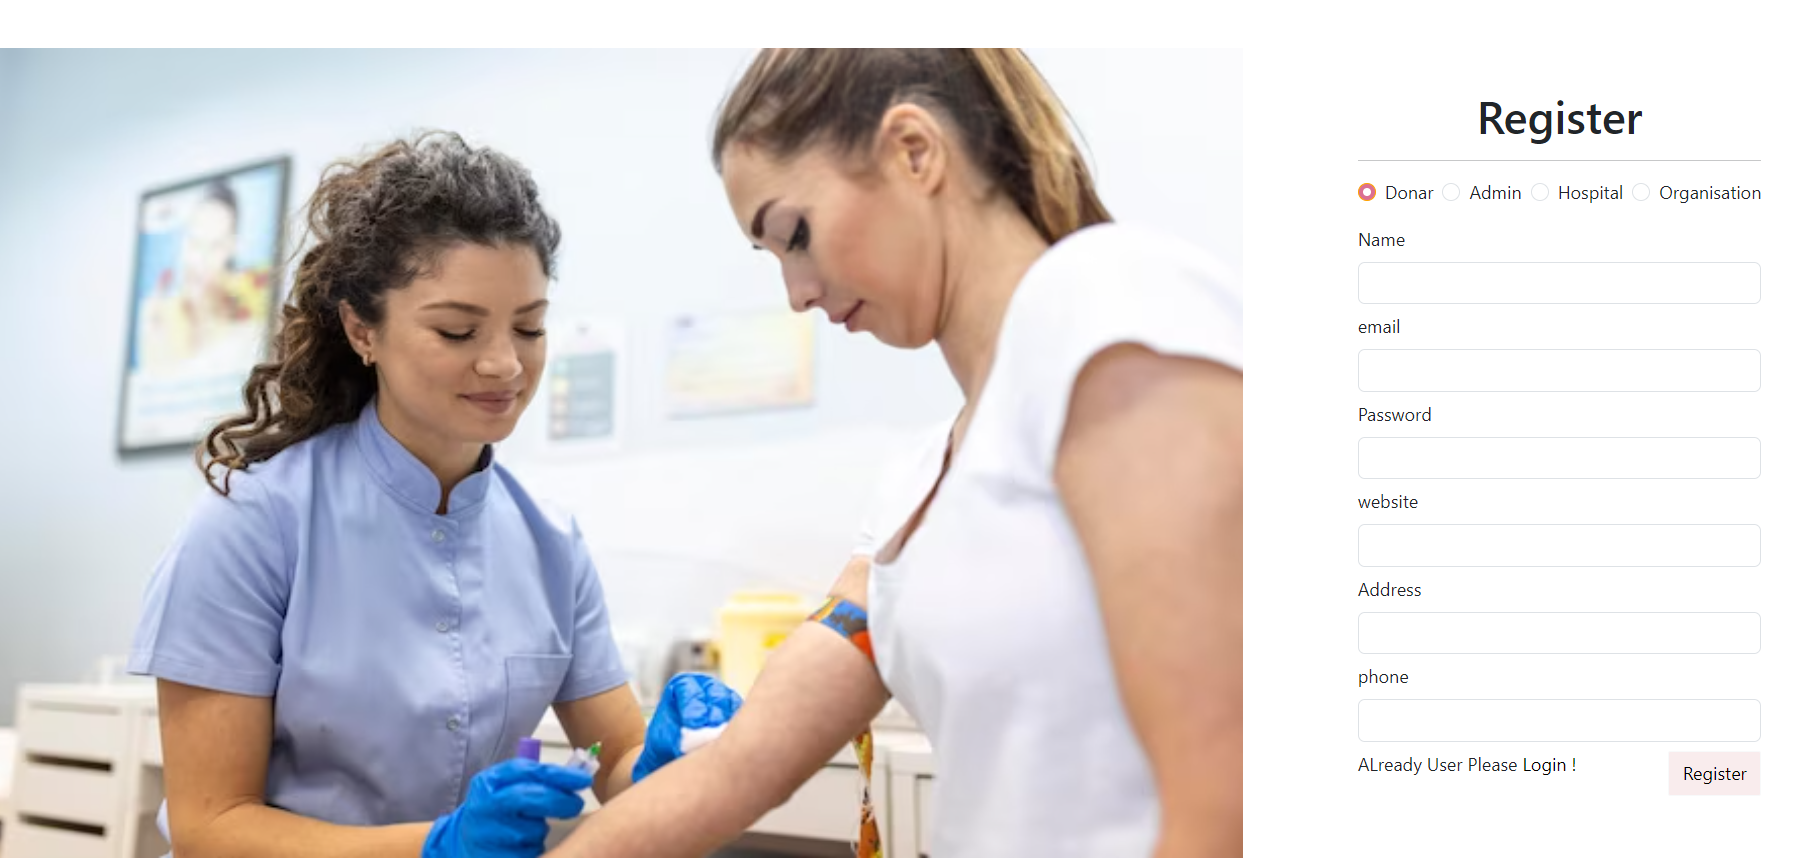 Register
Donar Admin Hospital Organisation
Name
email
Password
website
Address
phone
ALready User Please Login !
Register